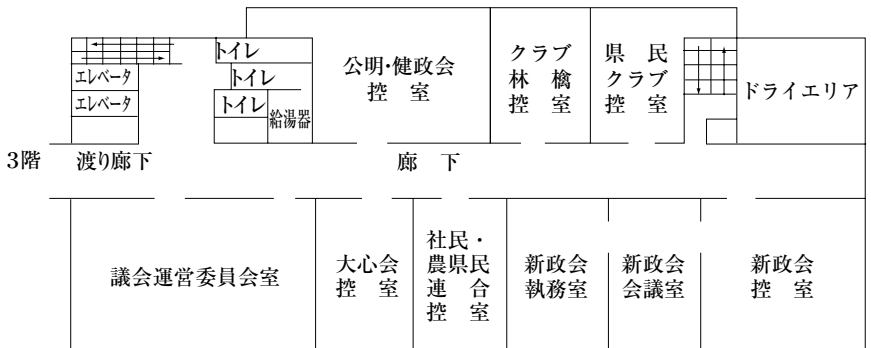 トイレ
エレベータ
トイレ
エレベータ
トイレ
給湯器
公明・健政会
控 室
クラブ
林 檎
控 室
県 民
クラブ
控 室
ドライエリア
3階
渡り廊下
廊 下
議会運営委員会室
大心会
控 室
社民・
農県民
連 合
控 室
新政会
執務室
新政会
会議室
新政会
控 室